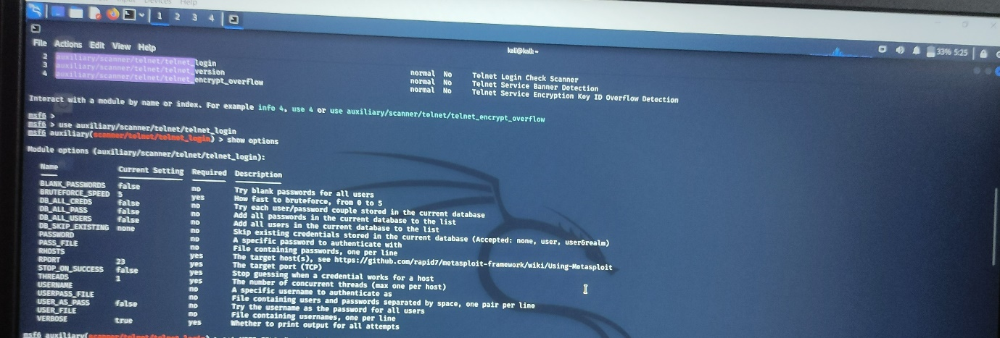 Devices Help
1 2 3 4
33% 5:25
File Actions Edit View Help
kali@kali: ~
2 auxiliary/scanner/telnet/telnet_login normal No Telnet Login Check Scanner
3 auxiliary/scanner/telnet/telnet_version normal No Telnet Service Banner Detection
4 auxiliary/scanner/telnet/telnet_encrypt_overflow normal No Telnet Service Encryption Key ID Overflow Detection
Interact with a module by name or index. For example info 4, use 4 or use auxiliary/scanner/telnet/telnet_encrypt_overflow
msf6 >
msf6 > use auxiliary/scanner/telnet/telnet_login
msf6 auxiliary(scanner/telnet/telnet_login) > show options
Module options (auxiliary/scanner/telnet/telnet_login):
Name Current Setting Required Description
BLANK_PASSWORDS false no Try blank passwords for all users
BRUTEFORCE_SPEED 5 yes How fast to bruteforce, from 0 to 5
DB_ALL_CREDS false no Try each user/password couple stored in the current database
DB_ALL_PASS false no Add all passwords in the current database to the list
DB_ALL_USERS false no Add all users in the current database to the list
DB_SKIP_EXISTING none no Skip existing credentials stored in the current database (Accepted: none, user, user&realm)
PASSWORD no A specific password to authenticate with
PASS_FILE no File containing passwords, one per line
RHOSTS yes The target host(s), see https://github.com/rapid7/metasploit-framework/wiki/Using-Metasploit
RPORT 23 yes The target port (TCP)
STOP_ON_SUCCESS false yes Stop guessing when a credential works for a host
THREADS 1 yes The number of concurrent threads (max one per host)
USERNAME no A specific username to authenticate as
USERPASS_FILE no File containing users and passwords separated by space, one pair per line
USER_AS_PASS false no Try the username as the password for all users
USER_FILE no File containing usernames, one per line
VERBOSE true yes Whether to print output for all attempts
msf6 auxiliary(scanner/telnet/telnet_login) >